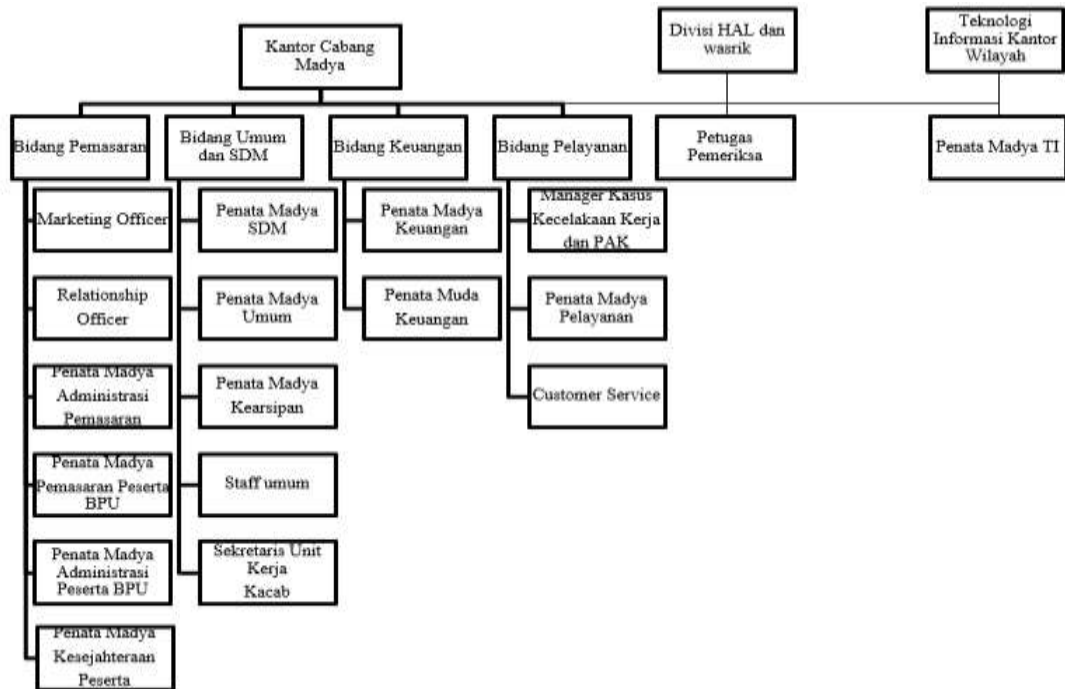 Kantor Cabang
Madya
Divisi HAL dan
wasrik
Teknologi
Informasi Kantor
Wilayah
Bidang Pemasaran
Bidang Umum
dan SDM
Bidang Keuangan
Bidang Pelayanan
Petugas
Pemeriksa
Penata Madya TI
Marketing Officer
Relationship
Officer
Penata Madya
Administrasi
Pemasaran
Penata Madya
Pemasaran Peserta
BPU
Penata Madya
Administrasi
Peserta BPU
Penata Madya
Kesejahteraan
Peserta
Penata Madya
SDM
Penata Madya
Umum
Penata Madya
Kearsipan
Staff umum
Sekretaris Unit
Kerja
Kacab
Penata Madya
Keuangan
Penata Muda
Keuangan
Manager Kasus
Kecelakaan Kerja
dan PAK
Penata Madya
Pelayanan
Customer Service